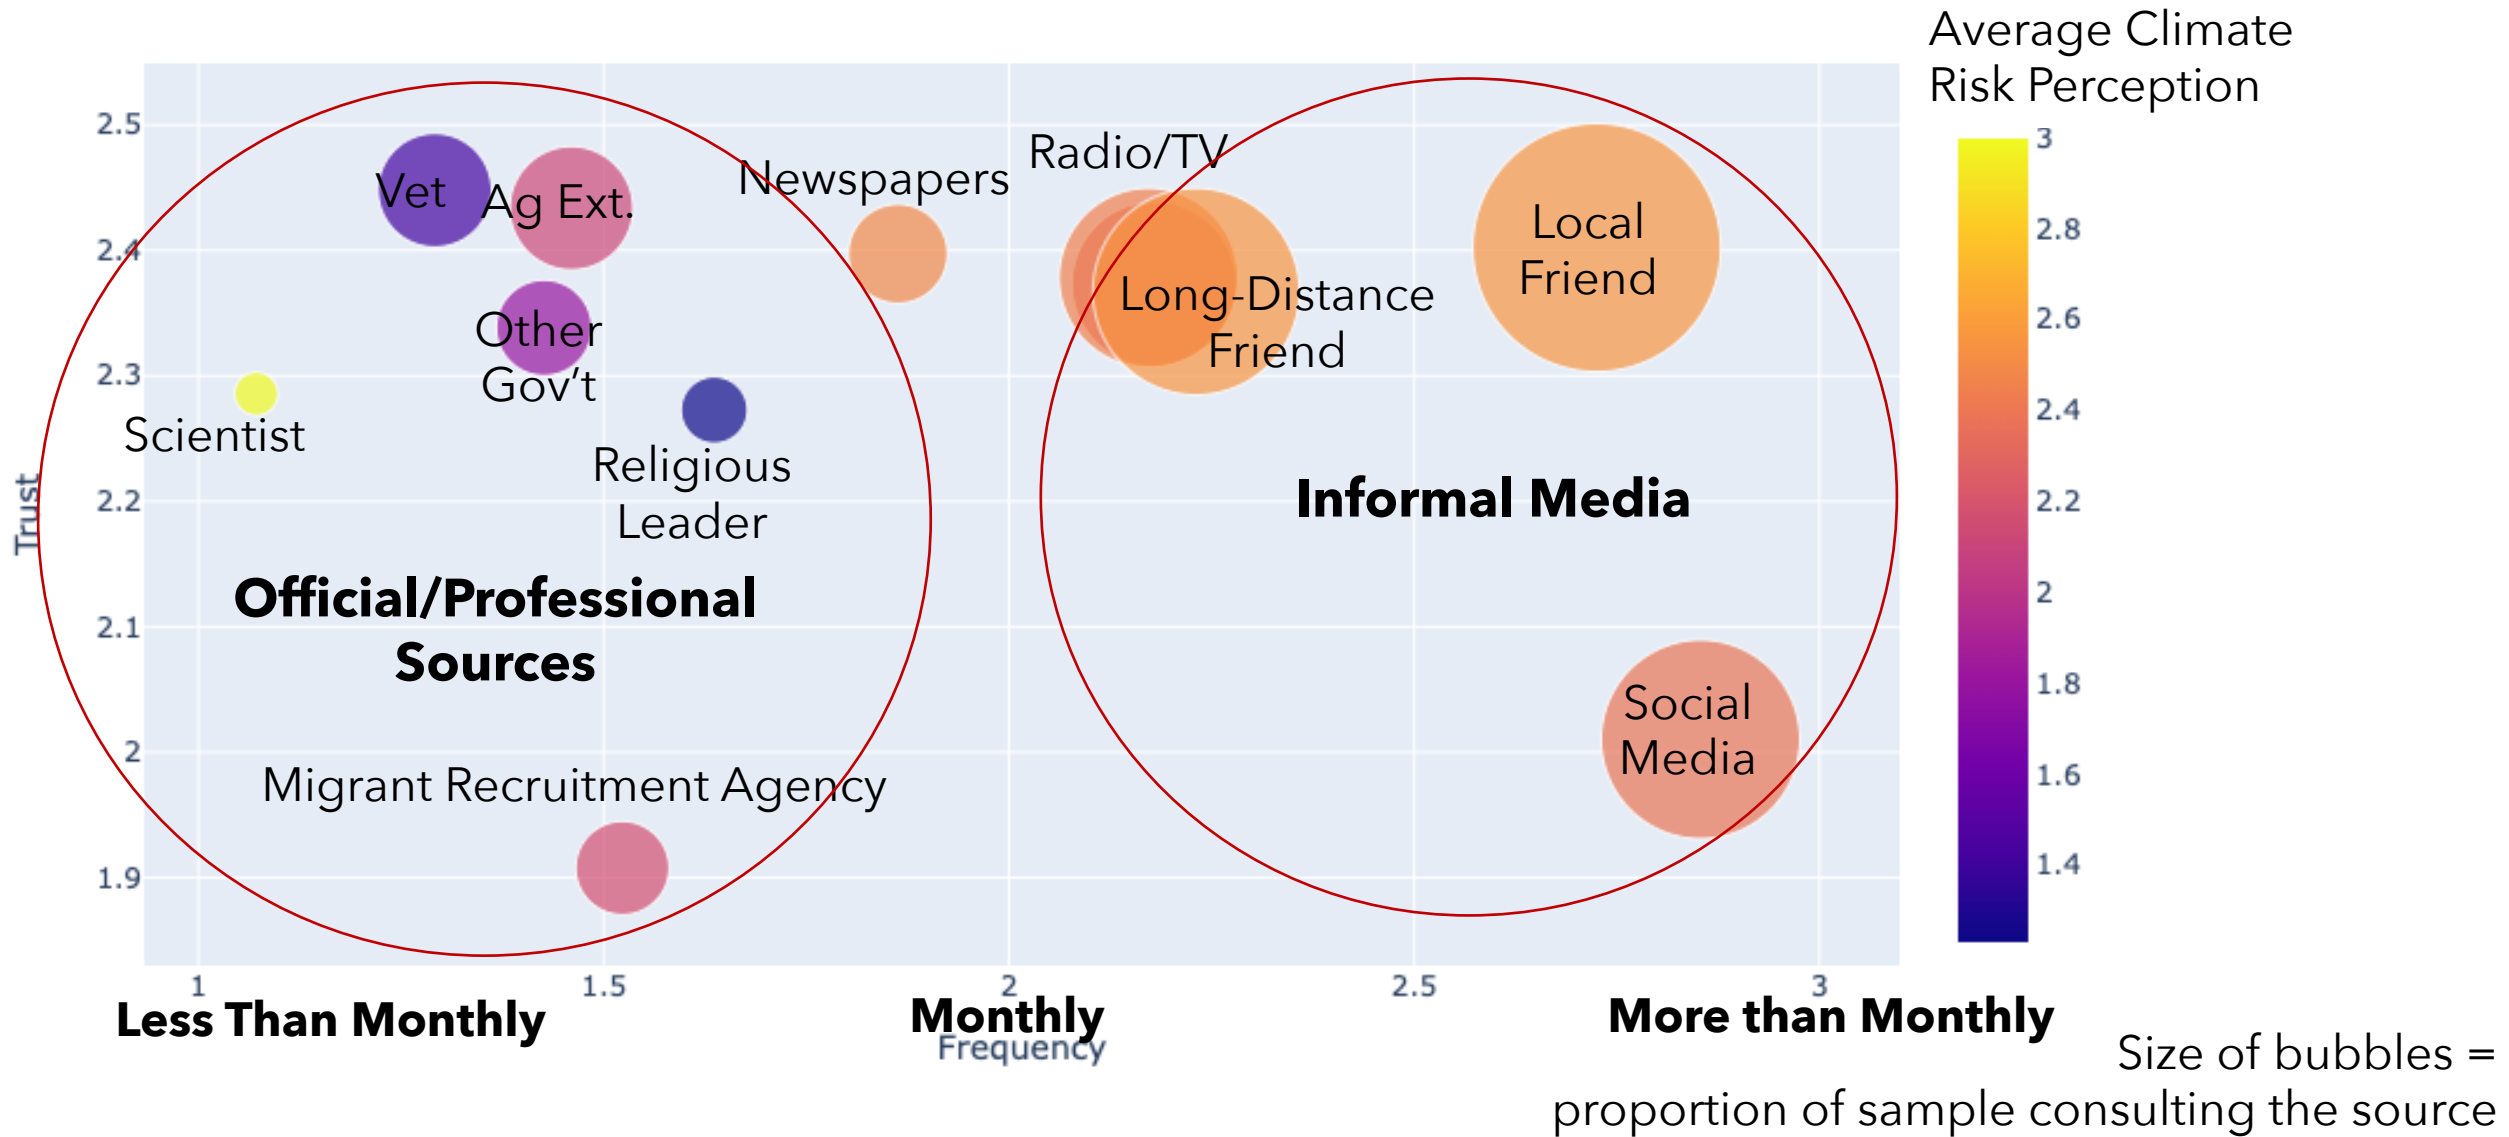 Average Climate
Risk Perception
2.5
2.4
2.3
2.2
2.1
2
1.9
Trust
Vet
Ag Ext.
Newspapers
Radio/TV
Local
Friend
Long-Distance
Friend
Other
Gov’t
Scientist
Religious
Leader
Informal Media
Official/Professional
Sources
Social
Media
Migrant Recruitment Agency
3
2.8
2.6
2.4
2.2
2
1.8
1.6
1.4
1
1.5
2
2.5
3
Less Than Monthly
Monthly
More than Monthly
Frequency
Size of bubbles =
proportion of sample consulting the source